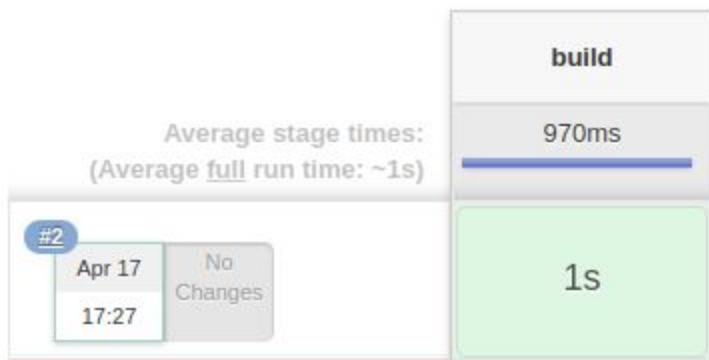 build
Average stage times:
970ms
(Average full run time: ~1s)
#2
Apr 17
No
Changes
17:27
1s